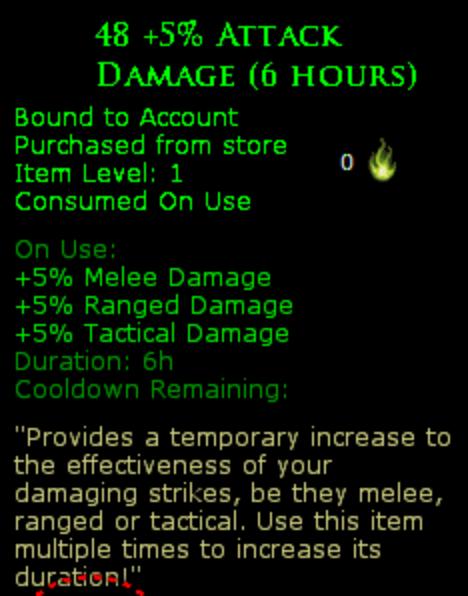 48 +5% Attack
Damage (6 hours)
Bound to Account
Purchased from store
0
Item Level: 1
Consumed On Use
On Use:
+5% Melee Damage
+5% Ranged Damage
+5% Tactical Damage
Duration: 6h
Cooldown Remaining:
"Provides a temporary increase to
the effectiveness of your
damaging strikes, be they melee,
ranged or tactical. Use this item
multiple times to increase its
duration!"